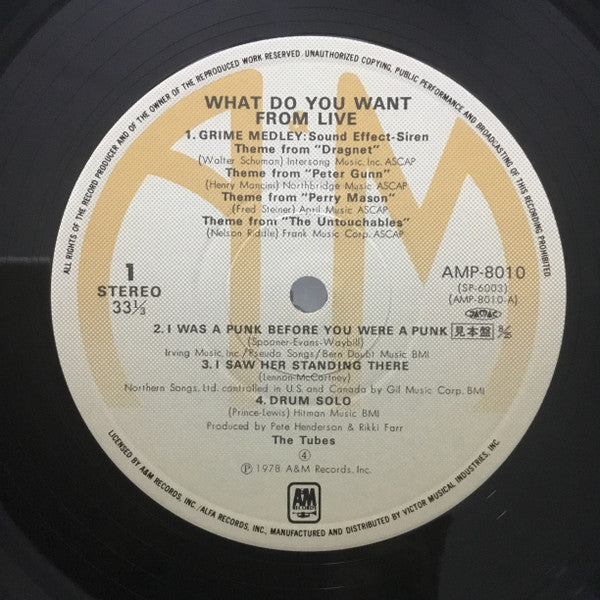 ALL RIGHTS OF THE RECORD PRODUCER AND OF THE OWNER OF THE REPRODUCED WORK RESERVED. UNAUTHORIZED COPYING, PUBLIC PERFORMANCE AND BROADCASTING OF THIS RECORDING PROHIBITED
WHAT DO YOU WANT
FROM LIVE
1. GRIME MEDLEY: Sound Effect-Siren
Theme from "Dragnet"
(Walter Schuman) Intersong Music, Inc. ASCAP
Theme from "Peter Gunn"
(Henry Mancini) Northbridge Music ASCAP
Theme from "Perry Mason"
(Fred Steiner) April Music ASCAP
Theme from "The Untouchables"
(Nelson Riddle) Frank Music Corp. ASCAP
1
STEREO
33⅓
AMP-8010
(SP-6003)
(AMP-8010-A)
2. I WAS A PUNK BEFORE YOU WERE A PUNK
見本盤
(Spooner-Evans-Waybill)
Irving Music, Inc./Pseudo Songs/Bern Doubt Music BMI
3. I SAW HER STANDING THERE
(Lennon-McCartney)
Northern Songs, Ltd. controlled in U.S. and Canada by Gil Music Corp. BMI
4. DRUM SOLO
(Prince-Lewis) Hitman Music BMI
Produced by Pete Henderson & Rikki Farr
The Tubes
④
Ⓟ 1978 A&M Records, Inc.
A&M
RECORDS
LICENSED BY A&M RECORDS, INC./ALFA RECORDS, INC., MANUFACTURED AND DISTRIBUTED BY VICTOR MUSICAL INDUSTRIES, INC.